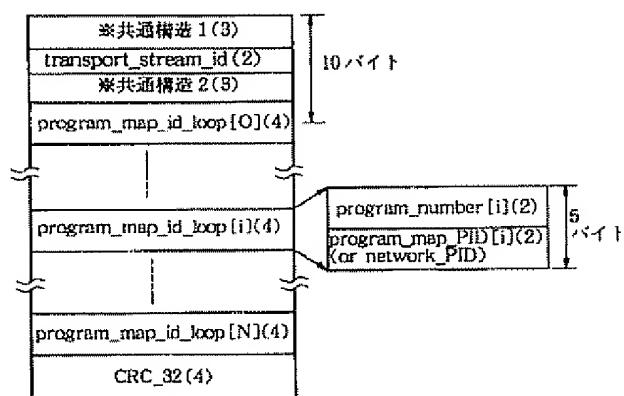 ※共通構造1(3)
transport_stream_id(2)
※共通構造2(3)
program_map_id_loop[0](4)
10バイト
program_map_id_loop[i](4)
program_number[i](2)
program_map_PID[i](2)
(or network_PID)
5
バイト
program_map_id_loop[N](4)
CRC_32(4)